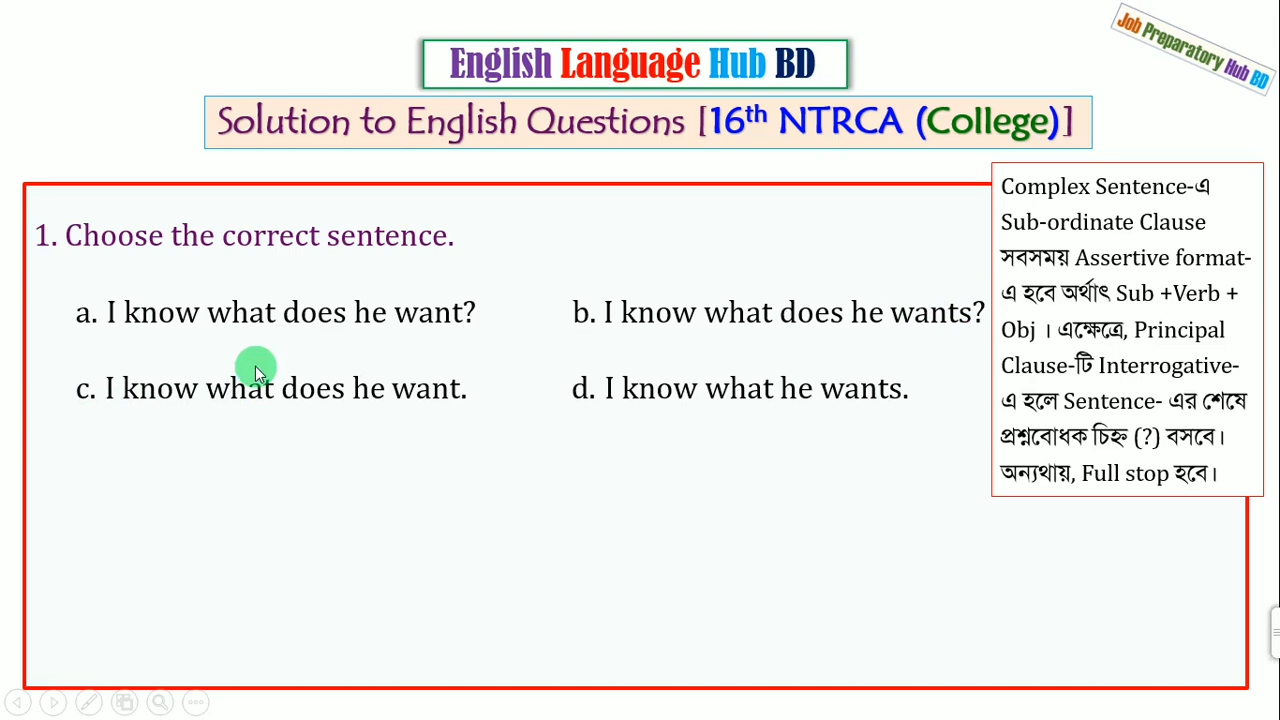 Job Preparatory Hub BD
English Language Hub BD
Solution to English Questions [16th NTRCA (College)]
1. Choose the correct sentence.
a. I know what does he want?
b. I know what does he wants?
c. I know what does he want.
d. I know what he wants.
Complex Sentence-এ
Sub-ordinate Clause
সবসময় Assertive format-
এ হবে অর্থাৎ Sub +Verb +
Obj । এক্ষেত্রে, Principal
Clause-টি Interrogative-
এ হলে Sentence- এর শেষে
প্রশ্নবোধক চিহ্ন (?) বসবে।
অন্যথায়, Full stop হবে।